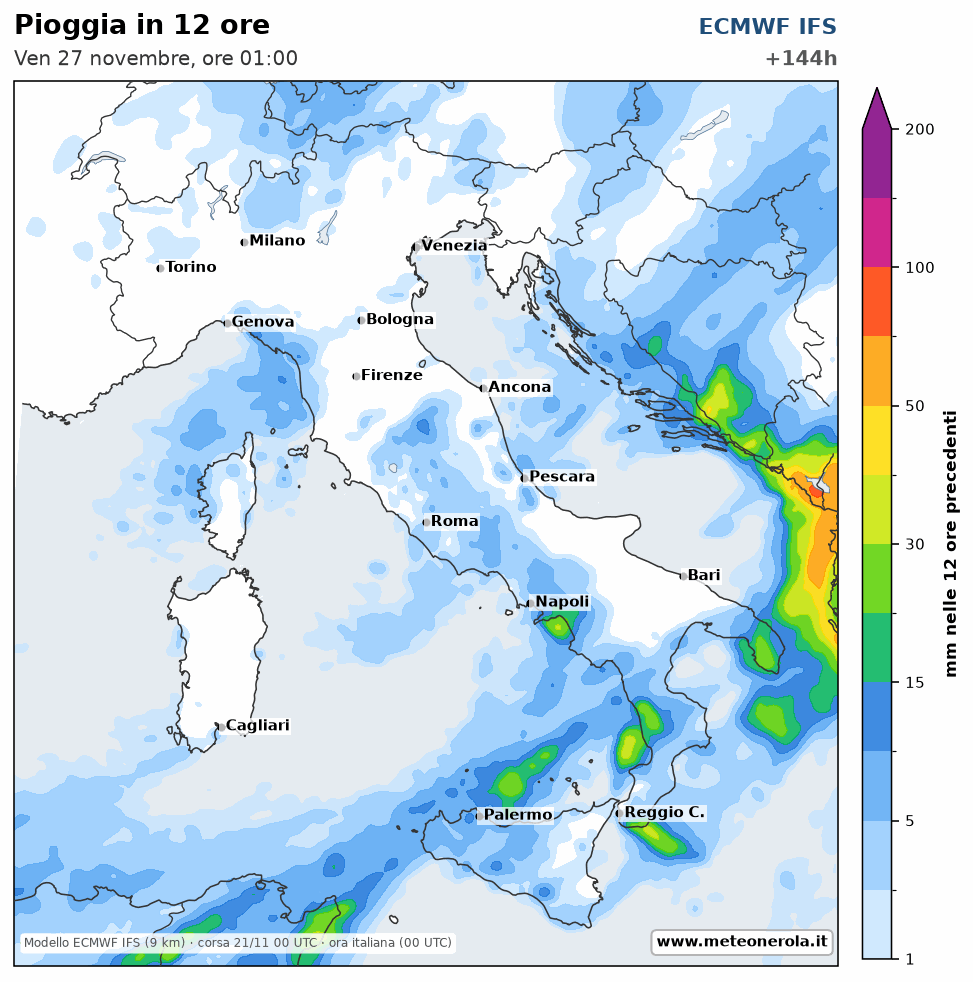 Pioggia in 12 ore
ECMWF IFS
Ven 27 novembre, ore 01:00
+144h
200
100
50
30
15
5
1
mm nelle 12 ore precedenti
Milano
Venezia
Torino
Genova
Bologna
Firenze
Ancona
Pescara
Roma
Bari
Napoli
Cagliari
Palermo
Reggio C.
Modello ECMWF IFS (9 km) · corsa 21/11 00 UTC · ora italiana (00 UTC)
www.meteonerola.it